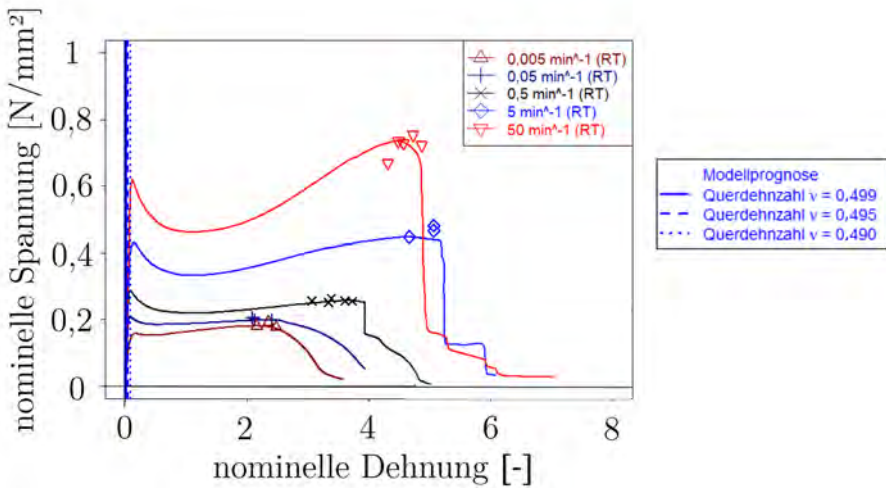 nominelle Spannung [N/mm²]
1
0,8
0,6
0,4
0,2
0
0 2 4 6 8
nominelle Dehnung [-]
0,005 min^-1 (RT)
0,05 min^-1 (RT)
0,5 min^-1 (RT)
5 min^-1 (RT)
50 min^-1 (RT)
Modellprognose
Querdehnzahl ν = 0,499
Querdehnzahl ν = 0,495
Querdehnzahl ν = 0,490